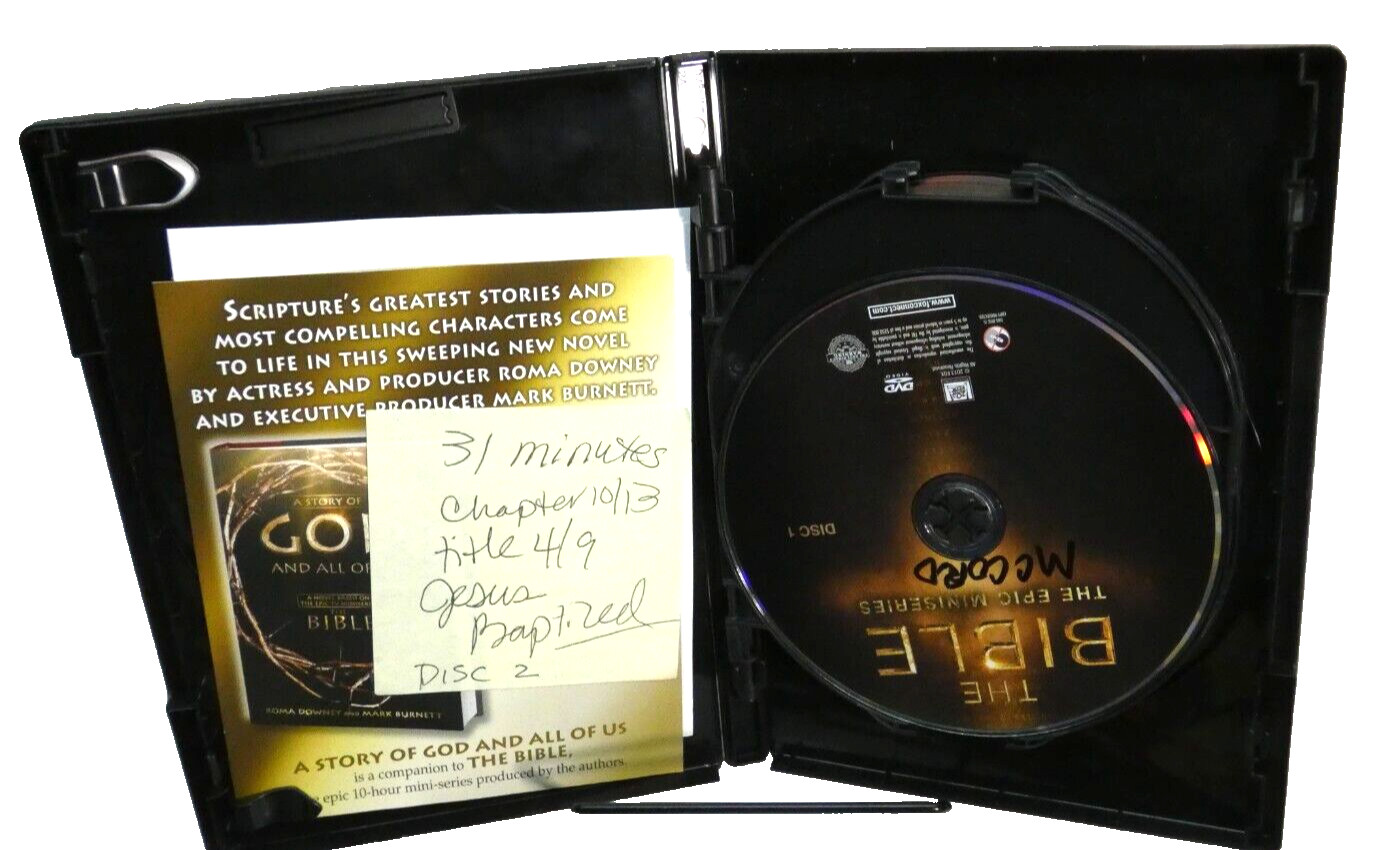 SCRIPTURE'S GREATEST STORIES AND
MOST COMPELLING CHARACTERS COME
TO LIFE IN THIS SWEEPING NEW NOVEL
BY ACTRESS AND PRODUCER ROMA DOWNEY
AND EXECUTIVE PRODUCER MARK BURNETT.
A STORY OF
GO
AND ALL OF
BIBLE
ROMA DOWNEY AND MARK BURNETT
31 minutes
Chapter 10/13
title 4/9
Jesus
Baptized
DISC 2
A STORY OF GOD AND ALL OF US
is a companion to THE BIBLE,
epic 10-hour mini-series produced by the authors.
THE
BIBLE
THE EPIC MINISERIES
MCCORD
DISC 1
DVD
VIDEO
www.foxconnect.com